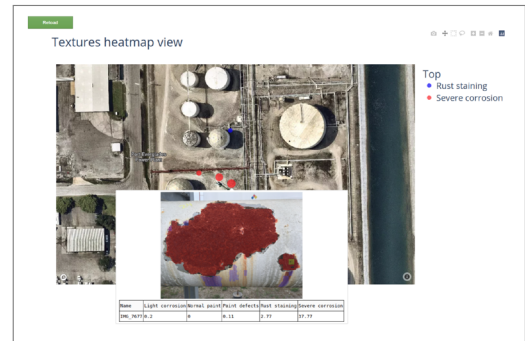 Reload
Textures heatmap view
Top
Rust staining
Severe corrosion
Name Light corrosion Normal paint Paint defects Rust staining Severe corrosion
IMG_7677 0.2 0 0.11 2.77 37.77